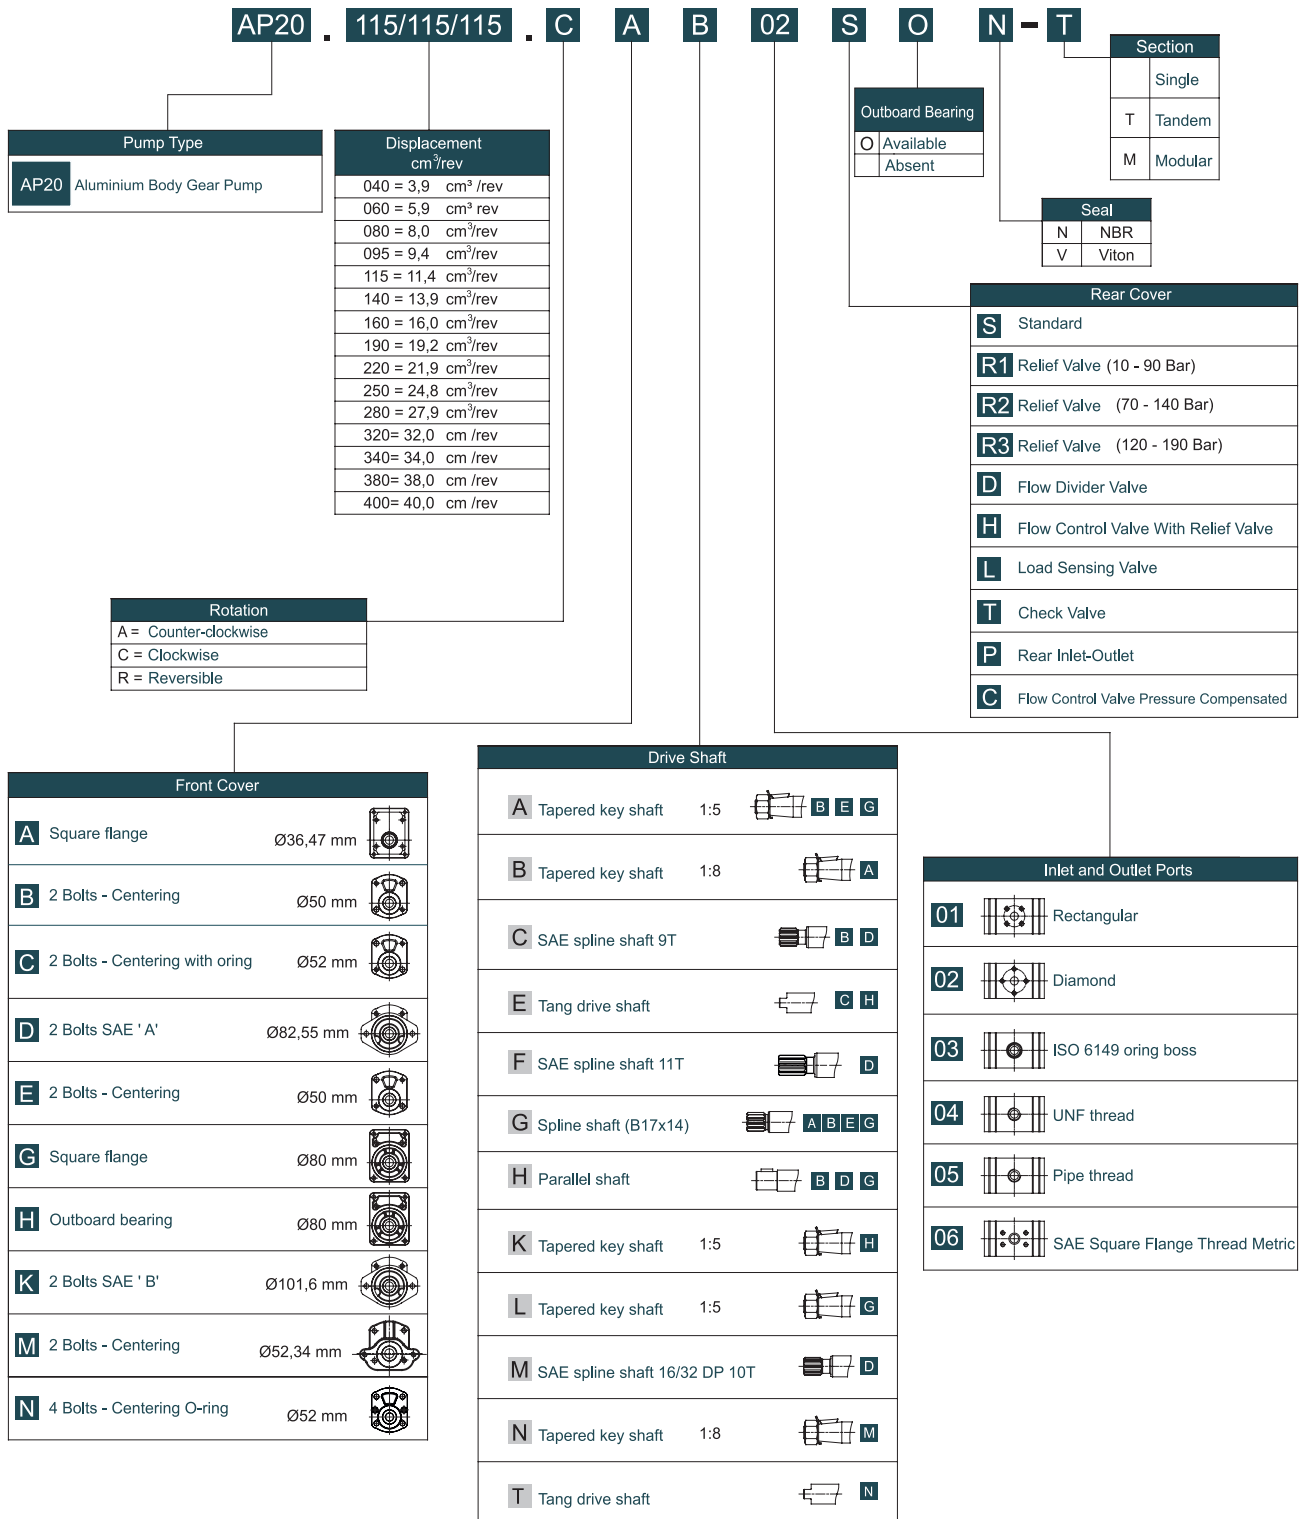 AP20 . 115/115/115 . C A B 02 S O N - T
Section
Single
T Tandem
M Modular
Outboard Bearing
O Available
Absent
Pump Type
AP20 Aluminium Body Gear Pump
Displacement
cm³/rev
040 = 3,9 cm³ /rev
060 = 5,9 cm³ rev
080 = 8,0 cm³/rev
095 = 9,4 cm³/rev
115 = 11,4 cm³/rev
140 = 13,9 cm³/rev
160 = 16,0 cm³/rev
190 = 19,2 cm³/rev
220 = 21,9 cm³/rev
250 = 24,8 cm³/rev
280 = 27,9 cm³/rev
320= 32,0 cm /rev
340= 34,0 cm /rev
380= 38,0 cm /rev
400= 40,0 cm /rev
Seal
N NBR
V Viton
Rear Cover
S Standard
R1 Relief Valve (10 - 90 Bar)
R2 Relief Valve (70 - 140 Bar)
R3 Relief Valve (120 - 190 Bar)
D Flow Divider Valve
H Flow Control Valve With Relief Valve
L Load Sensing Valve
T Check Valve
P Rear Inlet-Outlet
C Flow Control Valve Pressure Compensated
Rotation
A = Counter-clockwise
C = Clockwise
R = Reversible
Front Cover
A Square flange Ø36,47 mm
B 2 Bolts - Centering Ø50 mm
C 2 Bolts - Centering with oring Ø52 mm
D 2 Bolts SAE ' A' Ø82,55 mm
E 2 Bolts - Centering Ø50 mm
G Square flange Ø80 mm
H Outboard bearing Ø80 mm
K 2 Bolts SAE ' B' Ø101,6 mm
M 2 Bolts - Centering Ø52,34 mm
N 4 Bolts - Centering O-ring Ø52 mm
Drive Shaft
A Tapered key shaft 1:5 B E G
B Tapered key shaft 1:8 A
C SAE spline shaft 9T B D
E Tang drive shaft C H
F SAE spline shaft 11T D
G Spline shaft (B17x14) A B E G
H Parallel shaft B D G
K Tapered key shaft 1:5 H
L Tapered key shaft 1:5 G
M SAE spline shaft 16/32 DP 10T D
N Tapered key shaft 1:8 M
T Tang drive shaft N
Inlet and Outlet Ports
01 Rectangular
02 Diamond
03 ISO 6149 oring boss
04 UNF thread
05 Pipe thread
06 SAE Square Flange Thread Metric